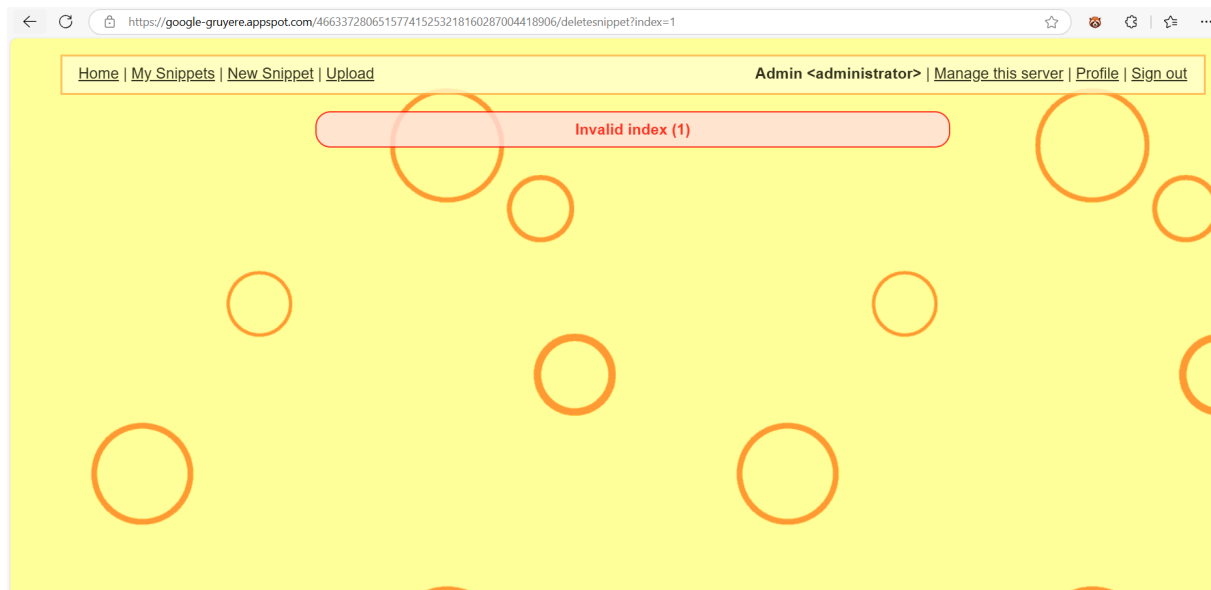 https://google-gruyere.appspot.com/466337280651577415253218160287004418906/deletesnippet?index=1
Home | My Snippets | New Snippet | Upload
Admin <administrator> | Manage this server | Profile | Sign out
Invalid index (1)